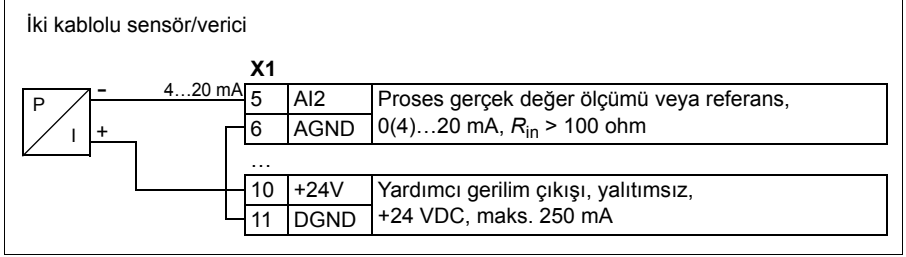 İki kablolu sensör/verici
X1
P
I
-
+
4…20 mA
5 AI2 Proses gerçek değer ölçümü veya referans,
6 AGND 0(4)…20 mA, Rin > 100 ohm
…
10 +24V Yardımcı gerilim çıkışı, yalıtımsız,
11 DGND +24 VDC, maks. 250 mA